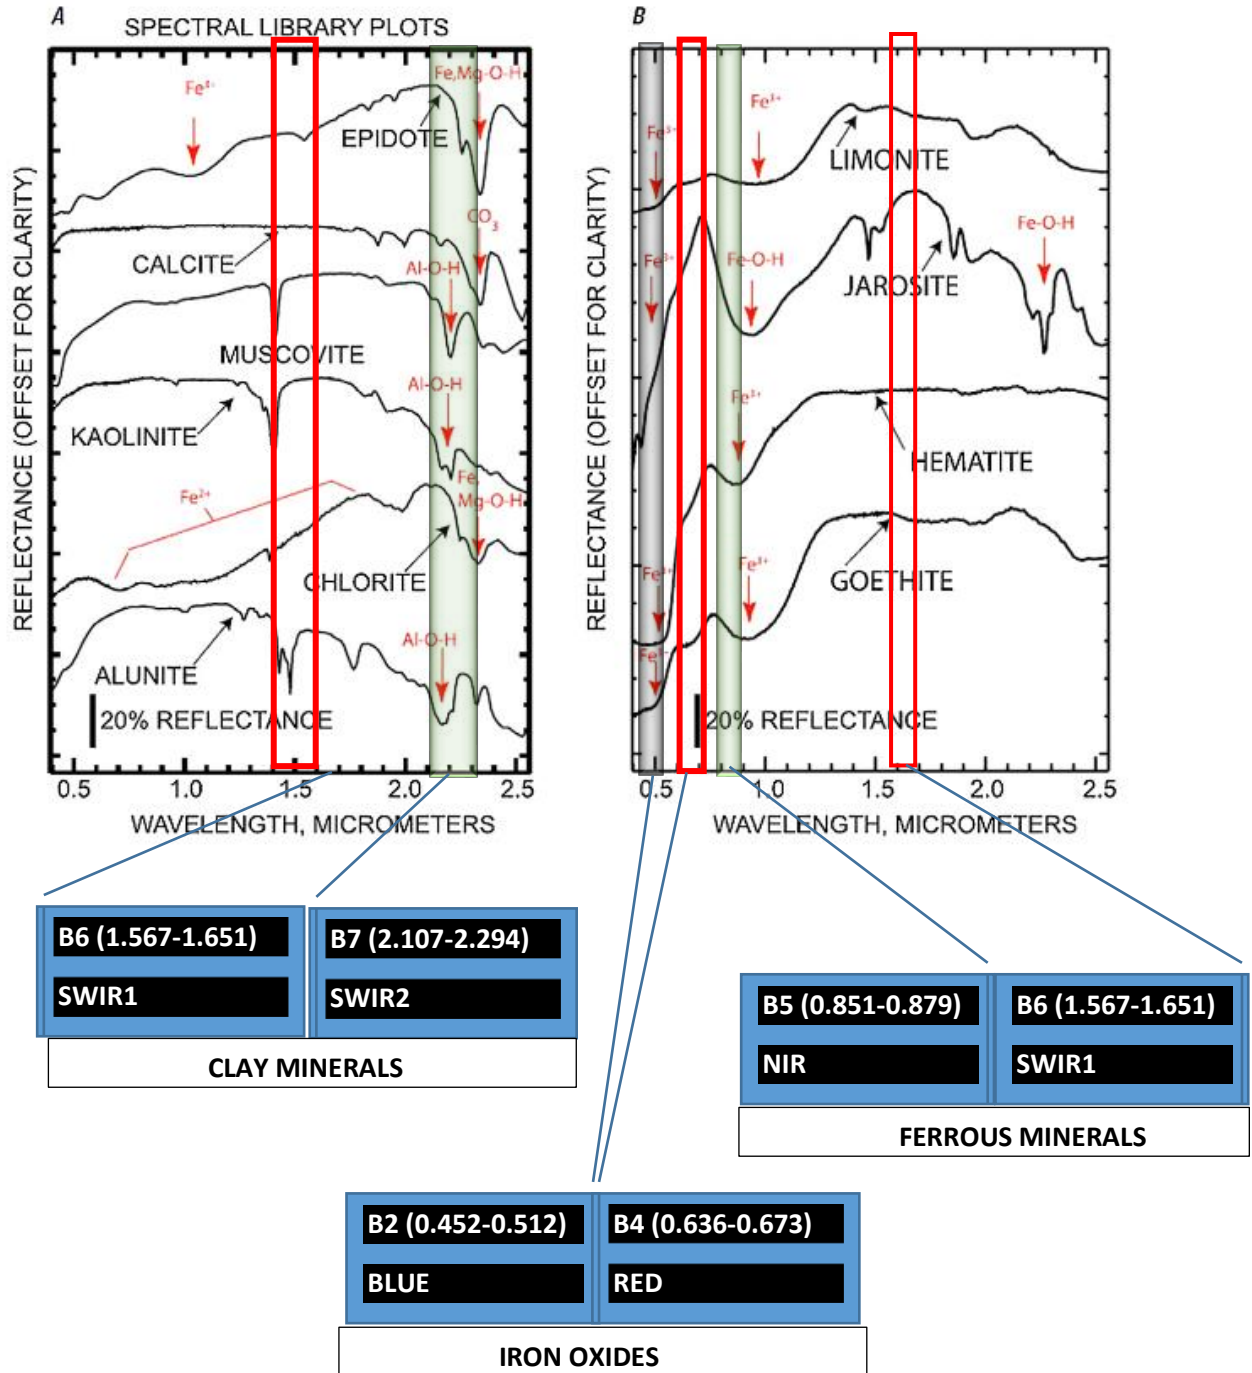 A
SPECTRAL LIBRARY PLOTS
REFLECTANCE (OFFSET FOR CLARITY)
Fe,Mg-O-H
EPIDOTE
CO3
CALCITE
Al-O-H
MUSCOVITE
Al-O-H
KAOLINITE
Fe2+
Fe,
Mg-O-H
CHLORITE
Al-O-H
ALUNITE
20% REFLECTANCE
0.5 1.0 1.5 2.0 2.5
WAVELENGTH, MICROMETERS
B
REFLECTANCE (OFFSET FOR CLARITY)
Fe3+
Fe3+
LIMONITE
Fe3+
Fe-O-H
Fe-O-H
JAROSITE
Fe3+
HEMATITE
Fe3+
Fe3+
GOETHITE
20% REFLECTANCE
0.5 1.0 1.5 2.0 2.5
WAVELENGTH, MICROMETERS
B6 (1.567-1.651)
SWIR1
B7 (2.107-2.294)
SWIR2
CLAY MINERALS
B5 (0.851-0.879)
NIR
B6 (1.567-1.651)
SWIR1
FERROUS MINERALS
B2 (0.452-0.512)
BLUE
B4 (0.636-0.673)
RED
IRON OXIDES